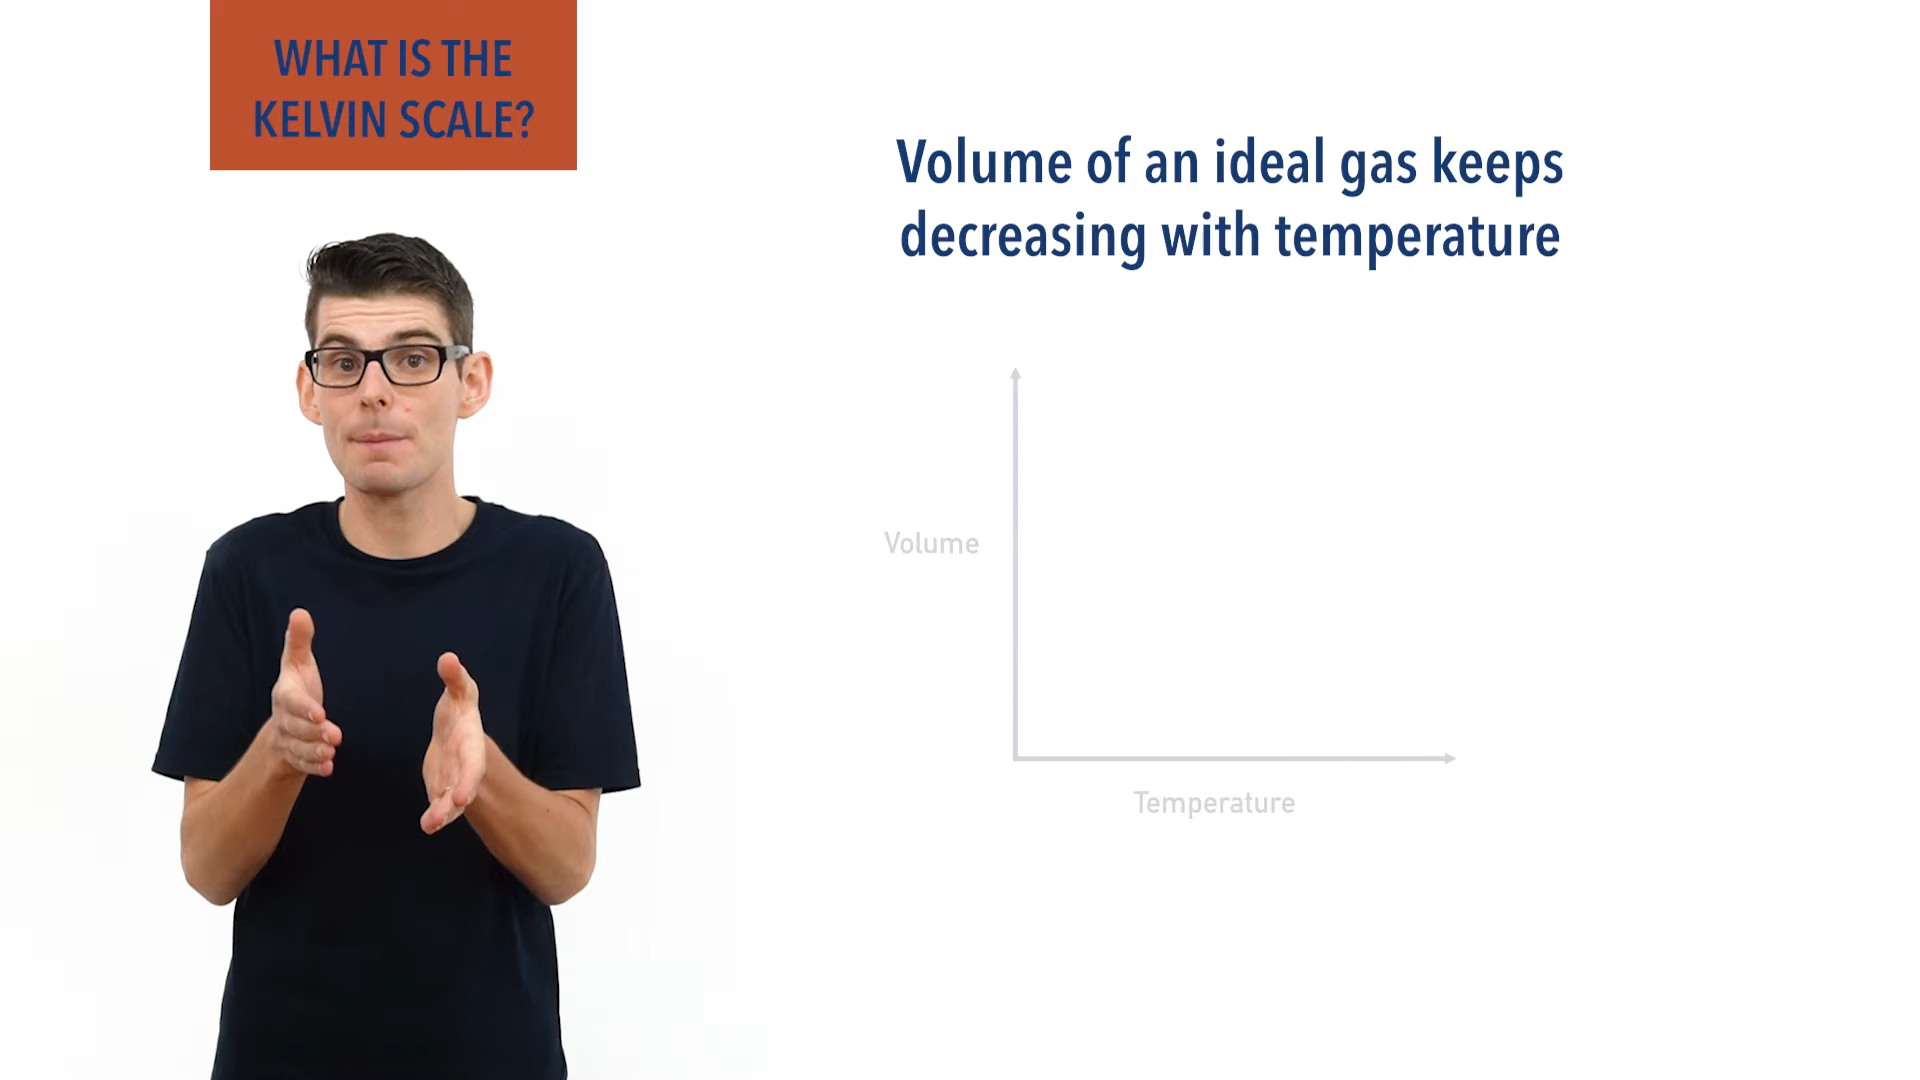 WHAT IS THE
KELVIN SCALE?
Volume of an ideal gas keeps
decreasing with temperature
Volume
Temperature